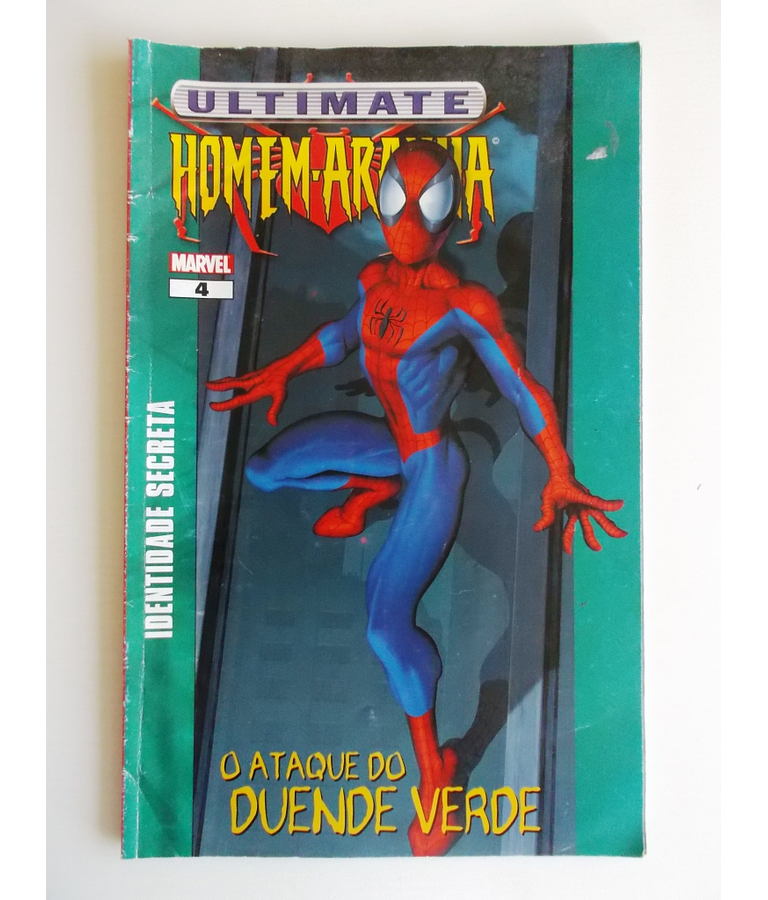 ULTIMATE
HOMEM-ARANHA
MARVEL
4
IDENTIDADE SECRETA
O ATAQUE DO
DUENDE VERDE